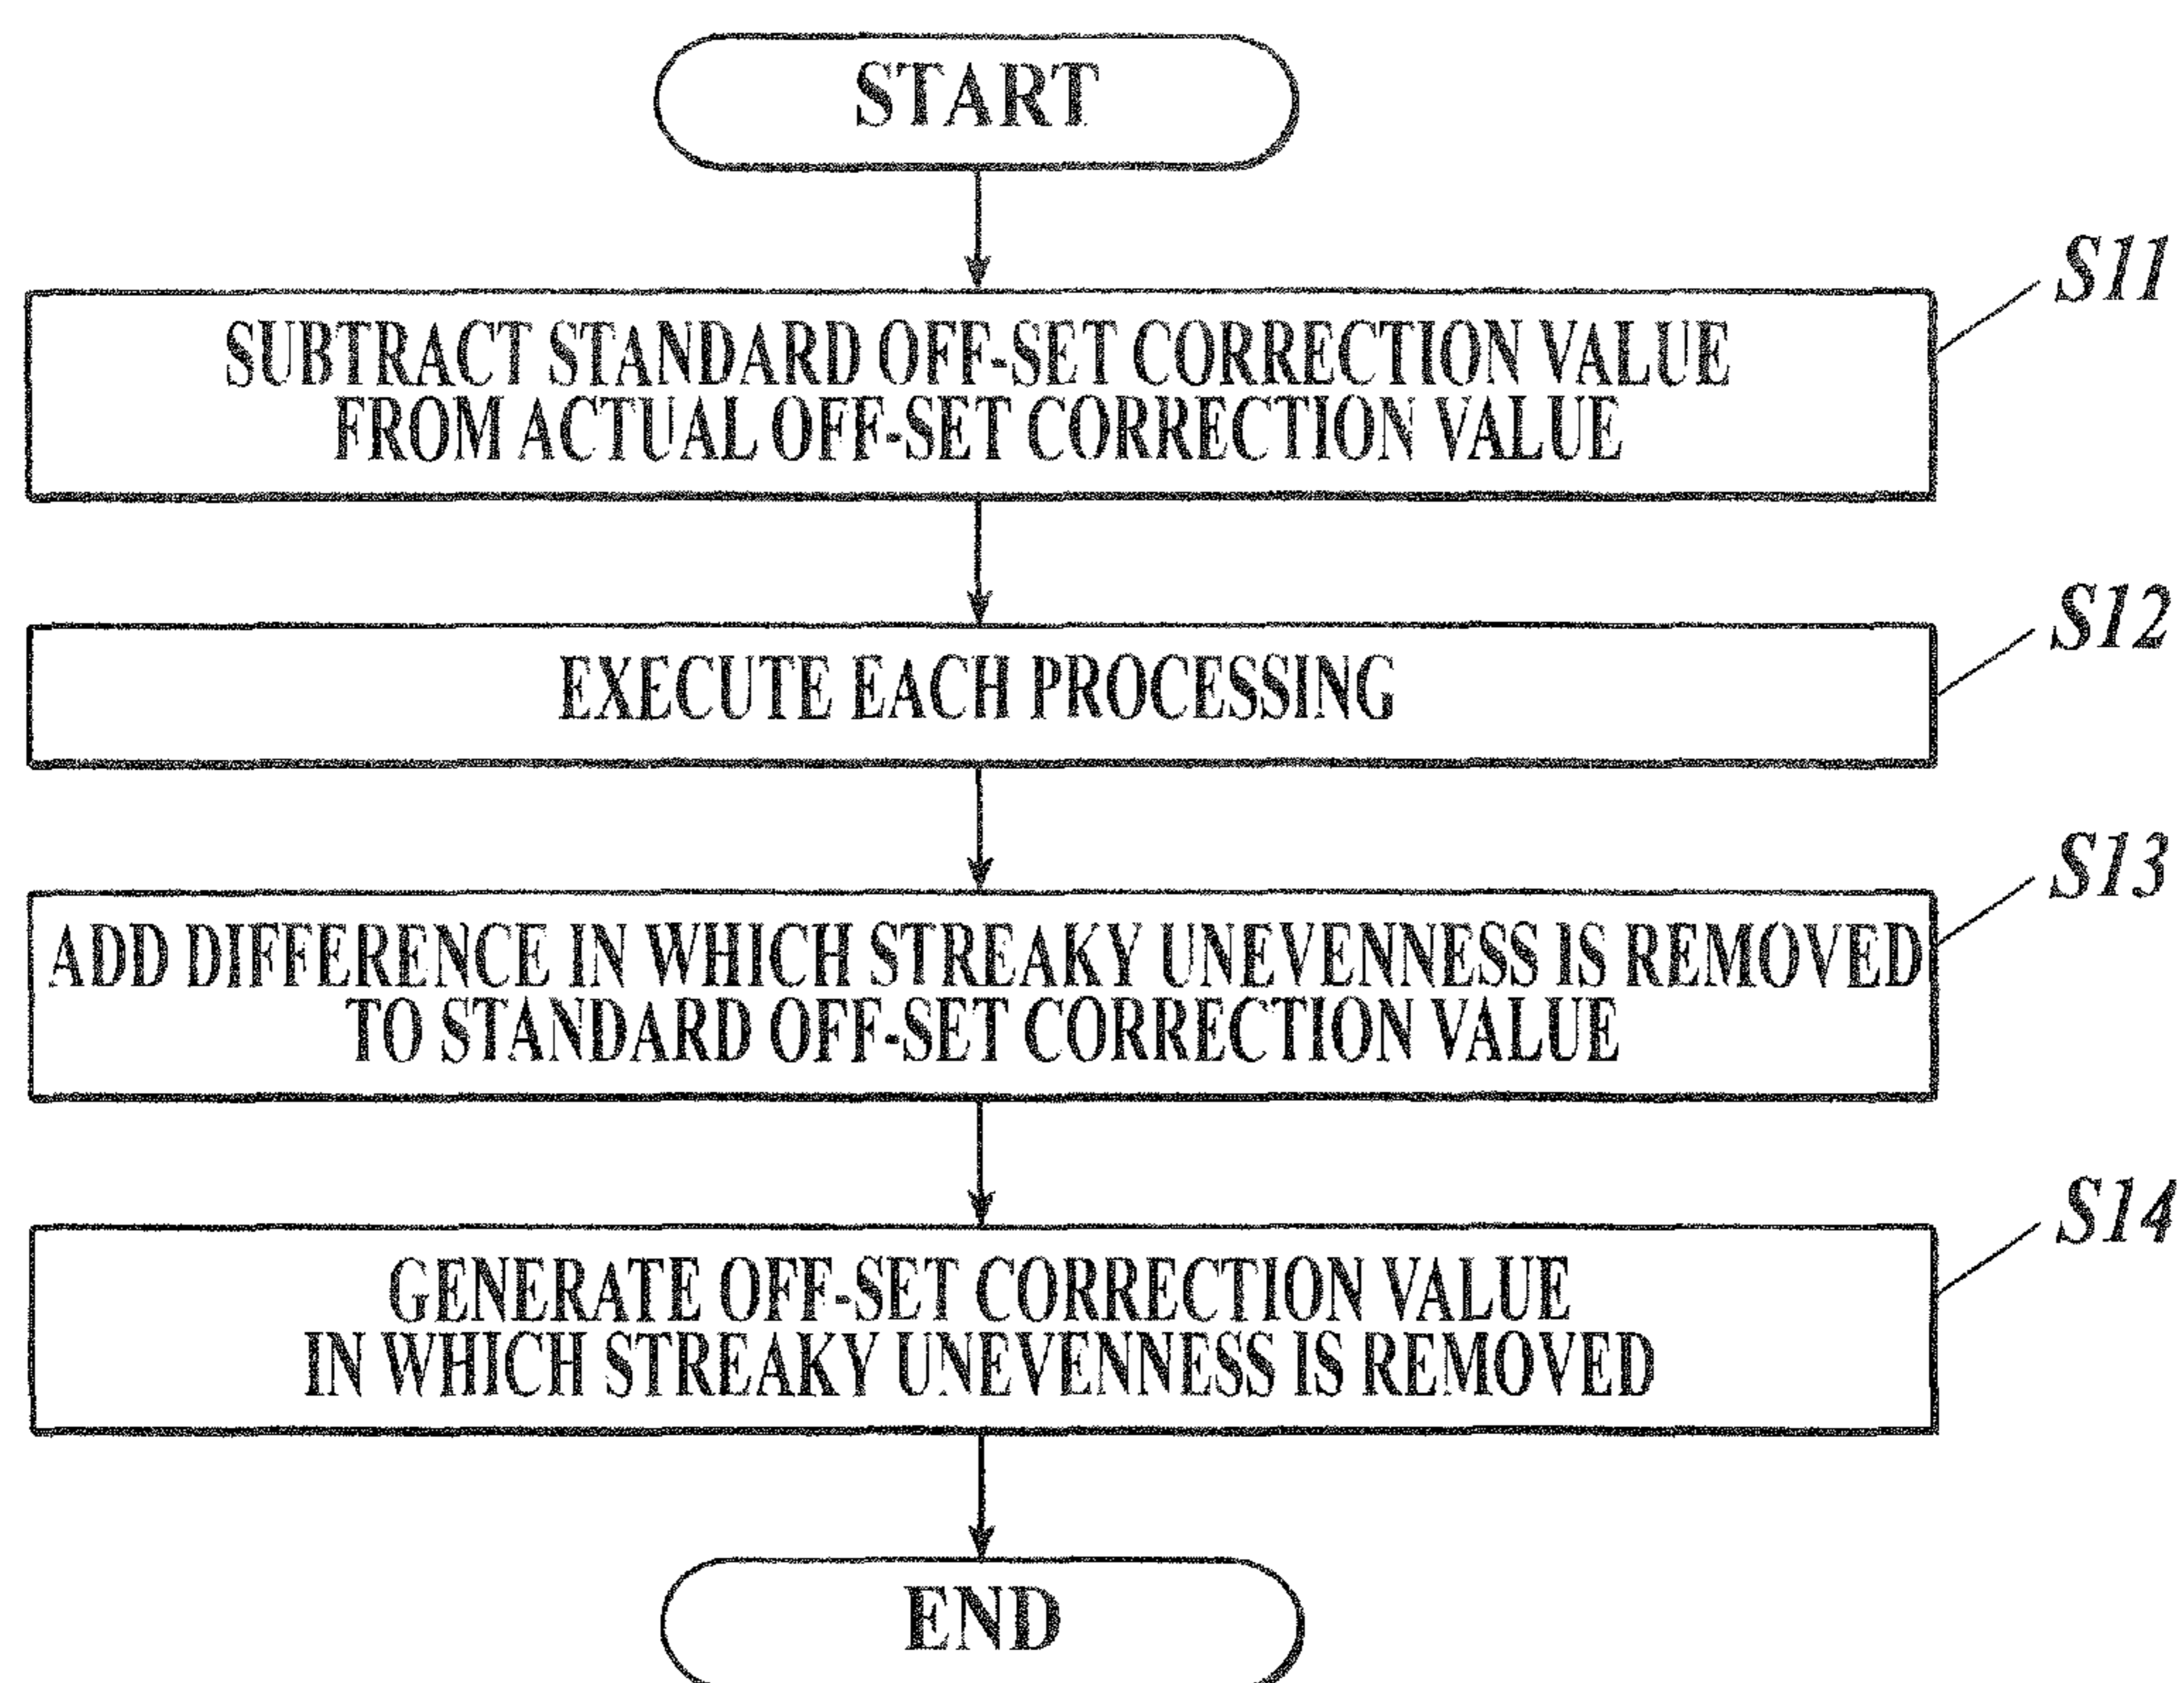 START
S11
SUBTRACT STANDARD OFF-SET CORRECTION VALUE
FROM ACTUAL OFF-SET CORRECTION VALUE
S12
EXECUTE EACH PROCESSING
S13
ADD DIFFERENCE IN WHICH STREAKY UNEVENNESS IS REMOVED
TO STANDARD OFF-SET CORRECTION VALUE
S14
GENERATE OFF-SET CORRECTION VALUE
IN WHICH STREAKY UNEVENNESS IS REMOVED
END